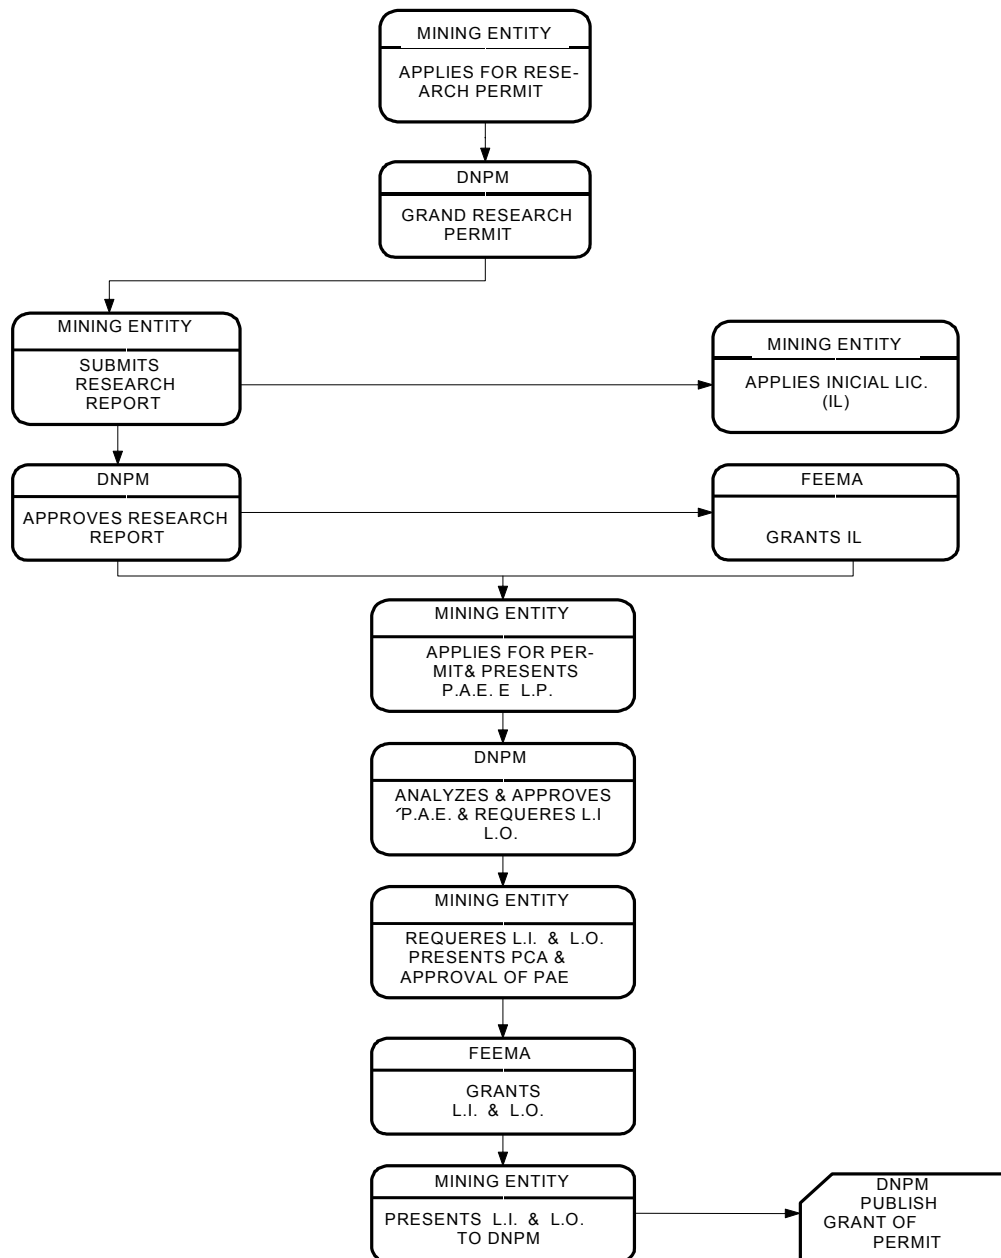 MINING ENTITY
APPLIES FOR RESE-
ARCH PERMIT
DNPM
GRAND RESEARCH
PERMIT
MINING ENTITY
SUBMITS
RESEARCH
REPORT
MINING ENTITY
APPLIES INICIAL LIC.
(IL)
DNPM
APPROVES RESEARCH
REPORT
FEEMA
GRANTS IL
MINING ENTITY
APPLIES FOR PER-
MIT& PRESENTS
P.A.E. E L.P.
DNPM
ANALYZES & APPROVES
´P.A.E. & REQUERES L.I
L.O.
MINING ENTITY
REQUERES L.I. & L.O.
PRESENTS PCA &
APPROVAL OF PAE
FEEMA
GRANTS
L.I. & L.O.
MINING ENTITY
PRESENTS L.I. & L.O.
TO DNPM
DNPM
PUBLISH
GRANT OF
PERMIT